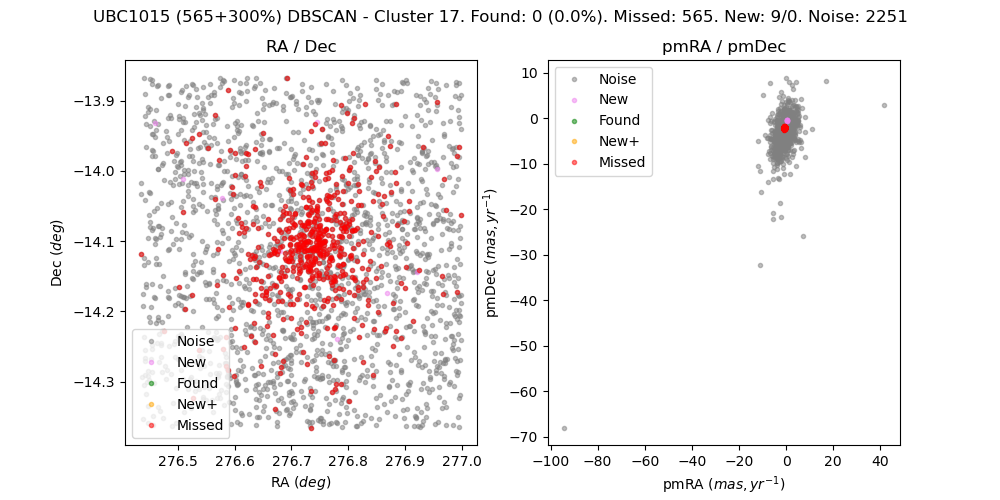 UBC1015 (565+300%) DBSCAN - Cluster 17. Found: 0 (0.0%). Missed: 565. New: 9/0. Noise: 2251
RA / Dec
−13.9
−14.0
−14.1
−14.2
−14.3
Dec (deg)
Noise
New
Found
New+
Missed
276.5 276.6 276.7 276.8 276.9 277.0
RA (deg)
pmRA / pmDec
10
0
−10
−20
−30
−40
−50
−60
−70
pmDec (mas, yr⁻¹)
Noise
New
Found
New+
Missed
−100 −80 −60 −40 −20 0 20 40
pmRA (mas, yr⁻¹)